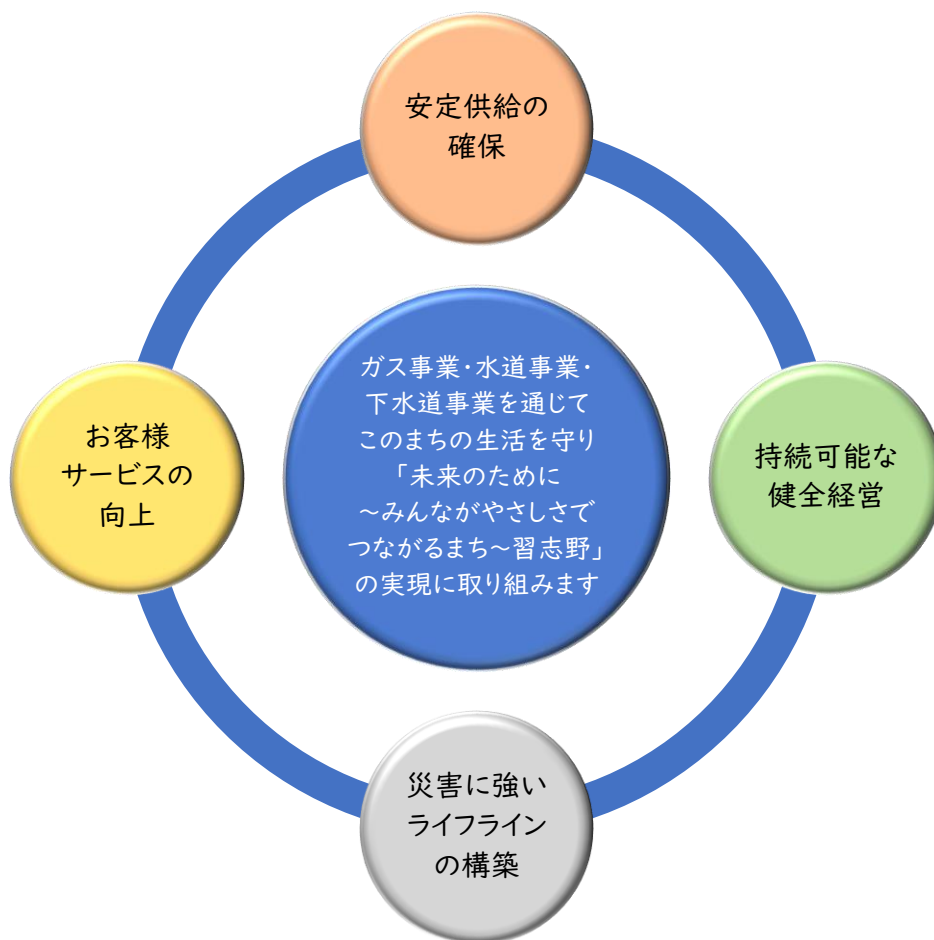 安定供給の
確保
ガス事業・水道事業・
下水道事業を通じて
このまちの生活を守り
「未来のために
～みんながやさしさで
つながるまち～習志野」
の実現に取り組みます
お客様
サービスの
向上
持続可能な
健全経営
災害に強い
ライフライン
の構築